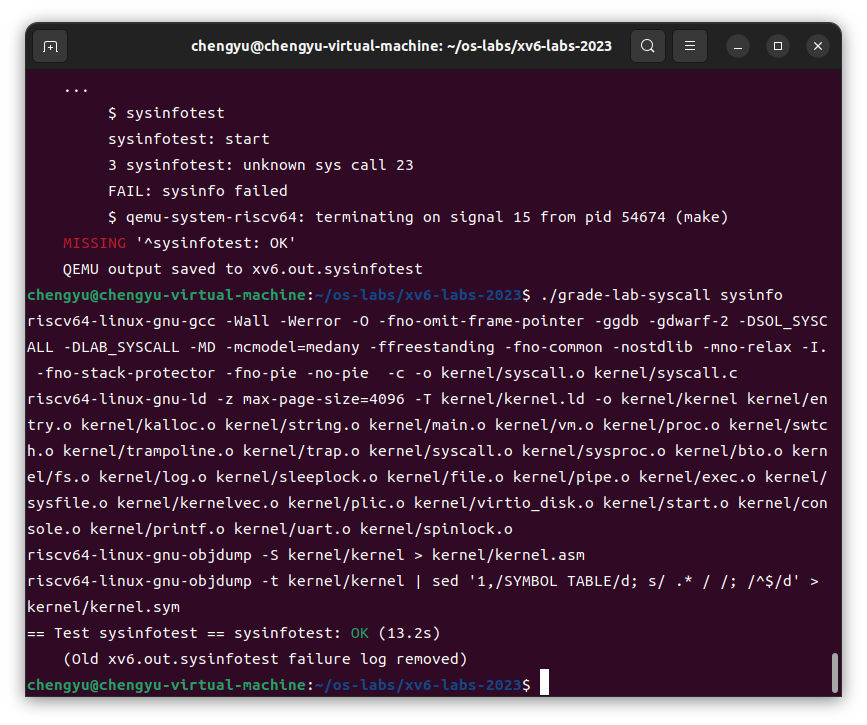 chengyu@chengyu-virtual-machine: ~/os-labs/xv6-labs-2023
...
$ sysinfotest
sysinfotest: start
3 sysinfotest: unknown sys call 23
FAIL: sysinfo failed
$ qemu-system-riscv64: terminating on signal 15 from pid 54674 (make)
MISSING '^sysinfotest: OK'
QEMU output saved to xv6.out.sysinfotest
chengyu@chengyu-virtual-machine:~/os-labs/xv6-labs-2023$ ./grade-lab-syscall sysinfo
riscv64-linux-gnu-gcc -Wall -Werror -O -fno-omit-frame-pointer -ggdb -gdwarf-2 -DSOL_SYSC
ALL -DLAB_SYSCALL -MD -mcmodel=medany -ffreestanding -fno-common -nostdlib -mno-relax -I.
-fno-stack-protector -fno-pie -no-pie  -c -o kernel/syscall.o kernel/syscall.c
riscv64-linux-gnu-ld -z max-page-size=4096 -T kernel/kernel.ld -o kernel/kernel kernel/en
try.o kernel/kalloc.o kernel/string.o kernel/main.o kernel/vm.o kernel/proc.o kernel/swtc
h.o kernel/trampoline.o kernel/trap.o kernel/syscall.o kernel/sysproc.o kernel/bio.o kern
el/fs.o kernel/log.o kernel/sleeplock.o kernel/file.o kernel/pipe.o kernel/exec.o kernel/
sysfile.o kernel/kernelvec.o kernel/plic.o kernel/virtio_disk.o kernel/start.o kernel/con
sole.o kernel/printf.o kernel/uart.o kernel/spinlock.o
riscv64-linux-gnu-objdump -S kernel/kernel > kernel/kernel.asm
riscv64-linux-gnu-objdump -t kernel/kernel | sed '1,/SYMBOL TABLE/d; s/ .* / /; /^$/d' >
kernel/kernel.sym
== Test sysinfotest == sysinfotest: OK (13.2s)
(Old xv6.out.sysinfotest failure log removed)
chengyu@chengyu-virtual-machine:~/os-labs/xv6-labs-2023$